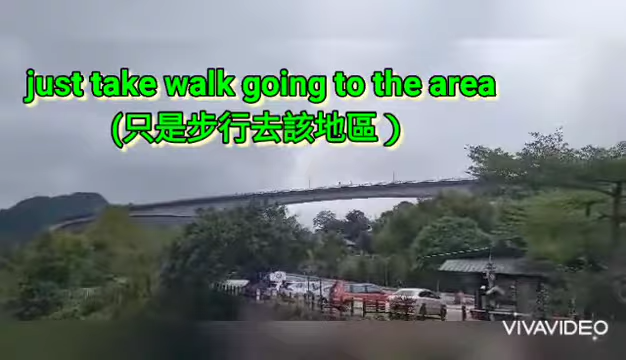 just take walk going to the area
(只是步行去該地區 )
VIVAVIDEO